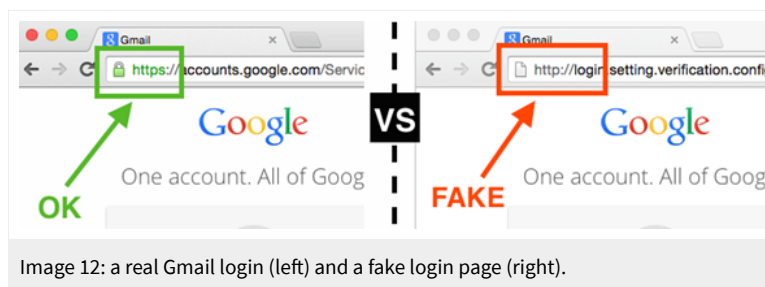 Gmail
https://accounts.google.com/Servic
Google
One account. All of Goog
OK
VS
Gmail
http://login.setting.verification.confi
Google
One account. All of Goog
FAKE
Image 12: a real Gmail login (left) and a fake login page (right).